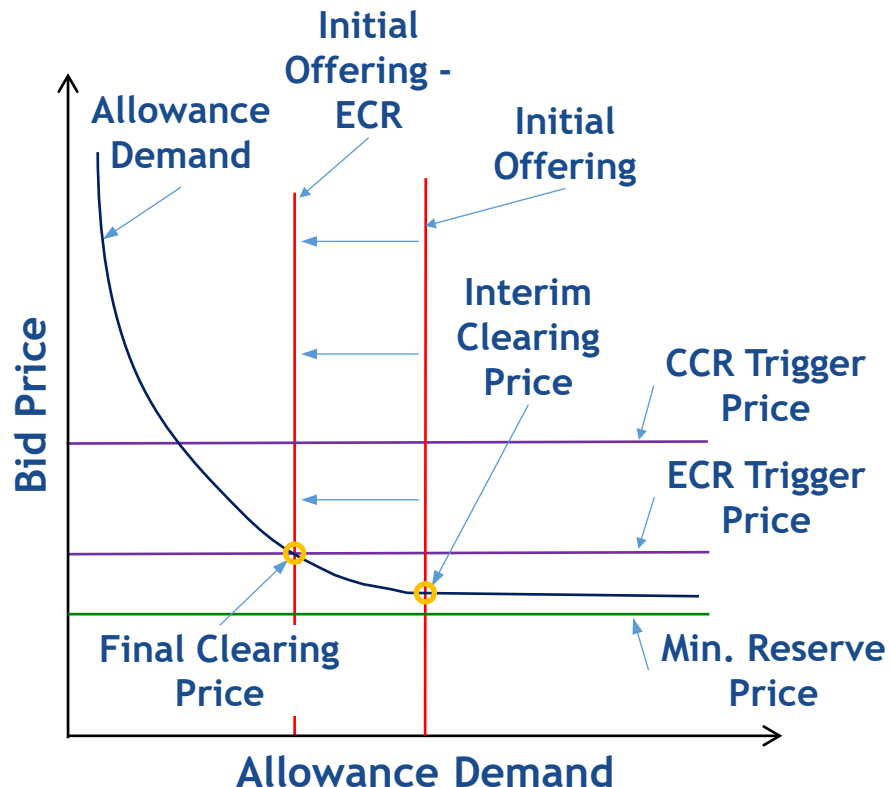 Initial
Offering -
ECR
Allowance
Demand
Initial
Offering
Interim
Clearing
Price
CCR Trigger
Price
ECR Trigger
Price
Bid Price
Final Clearing
Price
Min. Reserve
Price
Allowance Demand